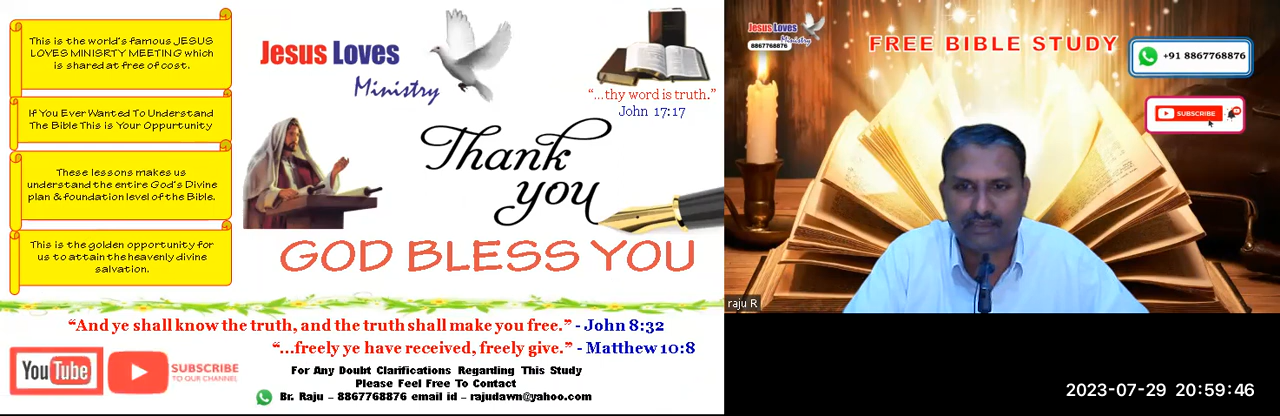 This is the world's famous JESUS
LOVES MINISRTY MEETING which
is shared at free of cost.
If You Ever Wanted To Understand
The Bible This is Your Oppurtunity
These lessons makes us
understand the entire God's Divine
plan & foundation level of the Bible.
This is the golden opportunity for
us to attain the heavenly divine
salvation.
Jesus Loves
Ministry
"...thy word is truth."
John 17:17
Thank
you
GOD BLESS YOU
"And ye shall know the truth, and the truth shall make you free." - John 8:32
"...freely ye have received, freely give." - Matthew 10:8
YouTube
SUBSCRIBE
TO OUR CHANNEL
For Any Doubt Clarifications Regarding This Study
Please Feel Free To Contact
Br. Raju - 8867768876 email id - rajudawn@yahoo.com
Jesus Loves
Ministry
8867768876
FREE BIBLE STUDY
+91 8867768876
SUBSCRIBE
raju R
2023-07-29 20:59:46